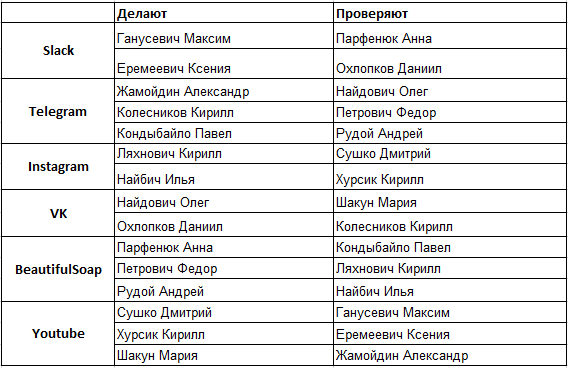 Делают Проверяют
Slack
Ганусевич Максим Парфенюк Анна
Еремеевич Ксения Охлопков Даниил
Telegram
Жамойдин Александр Найдович Олег
Колесников Кирилл Петрович Федор
Кондыбайло Павел Рудой Андрей
Instagram
Ляхнович Кирилл Сушко Дмитрий
Найбич Илья Хурсик Кирилл
VK
Найдович Олег Шакун Мария
Охлопков Даниил Колесников Кирилл
BeautifulSoap
Парфенюк Анна Кондыбайло Павел
Петрович Федор Ляхнович Кирилл
Рудой Андрей Найбич Илья
Youtube
Сушко Дмитрий Ганусевич Максим
Хурсик Кирилл Еремеевич Ксения
Шакун Мария Жамойдин Александр